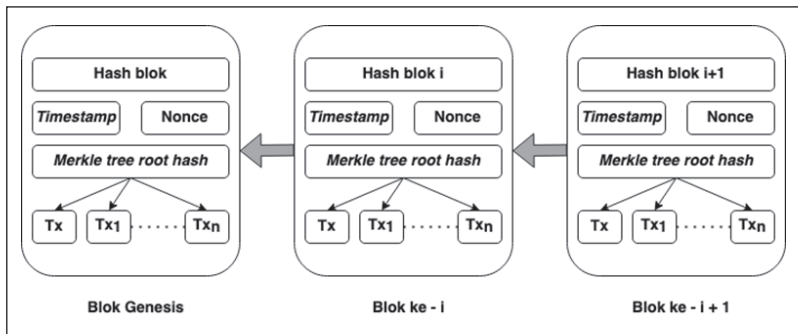 Hash blok
Timestamp
Nonce
Merkle tree root hash
Tx
Tx1
Txn
Blok Genesis
Hash blok i
Timestamp
Nonce
Merkle tree root hash
Tx
Tx1
Txn
Blok ke - i
Hash blok i+1
Timestamp
Nonce
Merkle tree root hash
Tx
Tx1
Txn
Blok ke - i + 1